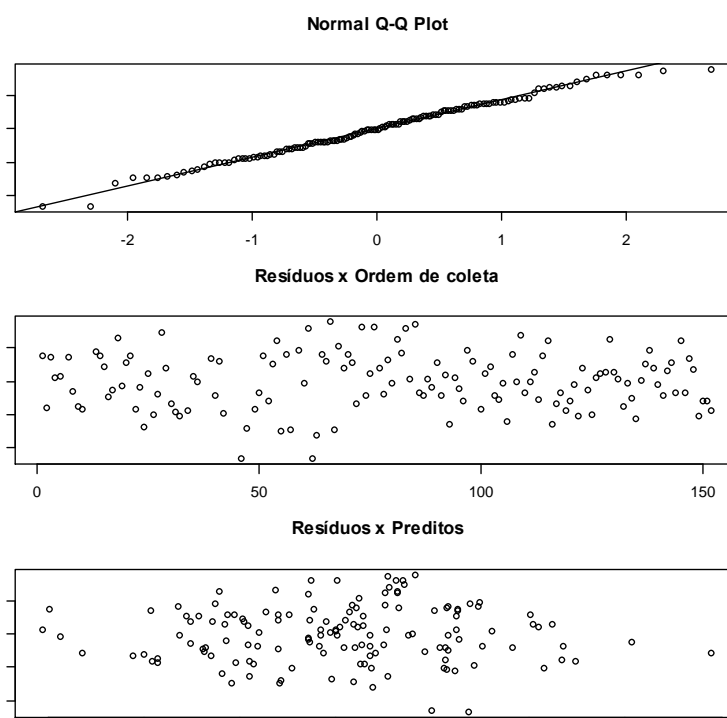 Normal Q-Q Plot
-2 -1 0 1 2
Resíduos x Ordem de coleta
0 50 100 150
Resíduos x Preditos